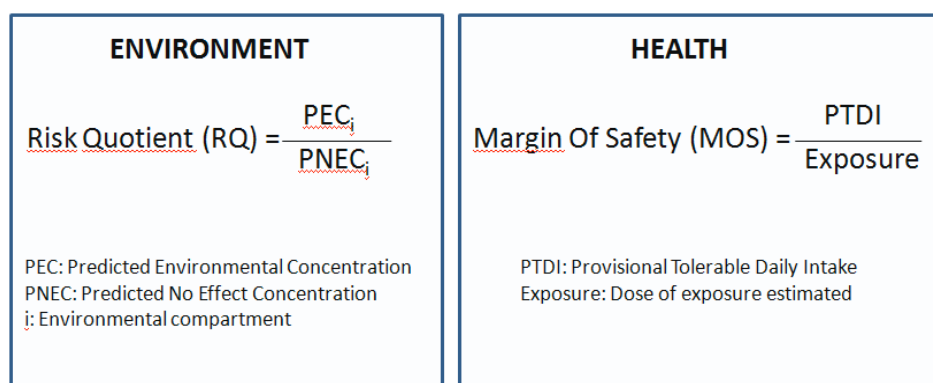 ENVIRONMENT
Risk Quotient (RQ) = PECi
PNECi
PEC: Predicted Environmental Concentration
PNEC: Predicted No Effect Concentration
i: Environmental compartment
HEALTH
Margin Of Safety (MOS) = PTDI
Exposure
PTDI: Provisional Tolerable Daily Intake
Exposure: Dose of exposure estimated